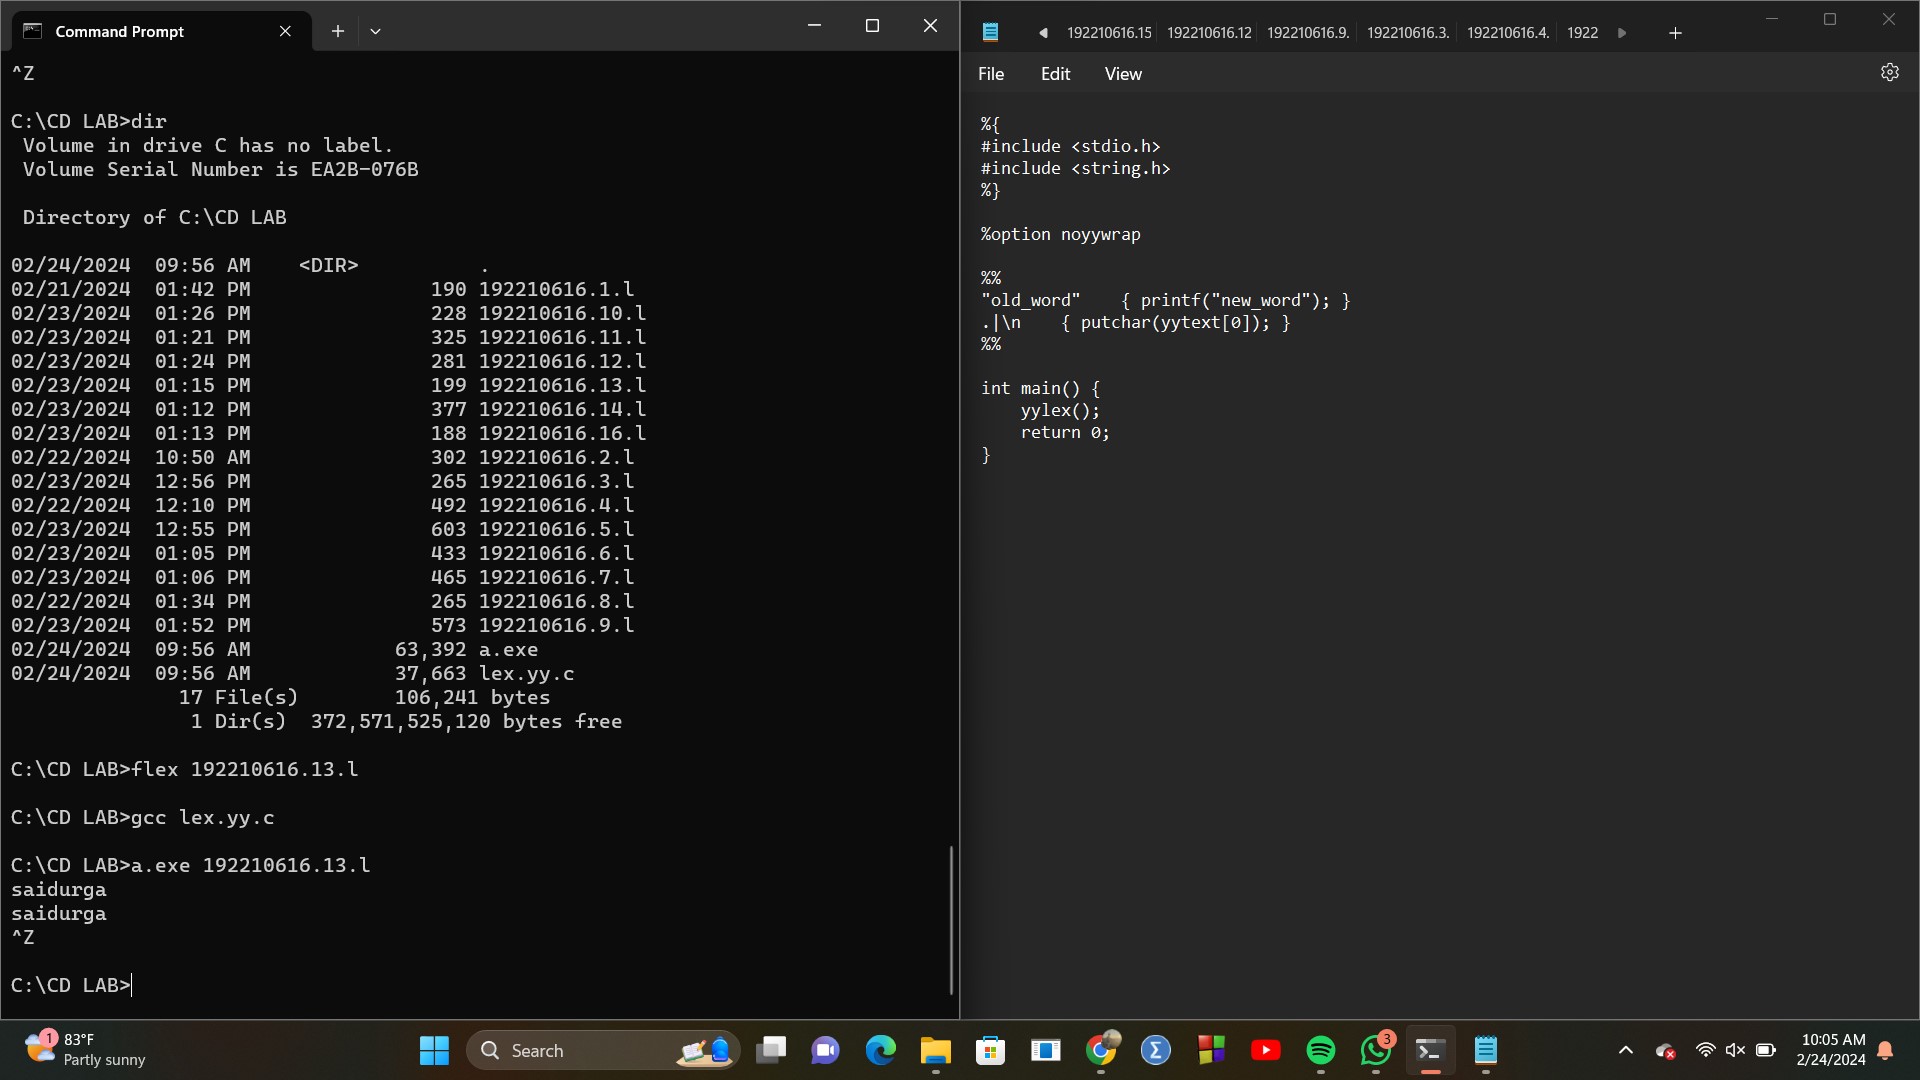 Command Prompt
^Z
C:\CD LAB>dir
Volume in drive C has no label.
Volume Serial Number is EA2B-076B
Directory of C:\CD LAB
02/24/2024  09:56 AM    <DIR>          .
02/21/2024  01:42 PM               190 192210616.1.l
02/23/2024  01:26 PM               228 192210616.10.l
02/23/2024  01:21 PM               325 192210616.11.l
02/23/2024  01:24 PM               281 192210616.12.l
02/23/2024  01:15 PM               199 192210616.13.l
02/23/2024  01:12 PM               377 192210616.14.l
02/23/2024  01:13 PM               188 192210616.16.l
02/22/2024  10:50 AM               302 192210616.2.l
02/23/2024  12:56 PM               265 192210616.3.l
02/22/2024  12:10 PM               492 192210616.4.l
02/23/2024  12:55 PM               603 192210616.5.l
02/23/2024  01:05 PM               433 192210616.6.l
02/23/2024  01:06 PM               465 192210616.7.l
02/22/2024  01:34 PM               265 192210616.8.l
02/23/2024  01:52 PM               573 192210616.9.l
02/24/2024  09:56 AM            63,392 a.exe
02/24/2024  09:56 AM            37,663 lex.yy.c
17 File(s)        106,241 bytes
1 Dir(s)  372,571,525,120 bytes free
C:\CD LAB>flex 192210616.13.l
C:\CD LAB>gcc lex.yy.c
C:\CD LAB>a.exe 192210616.13.l
saidurga
saidurga
^Z
C:\CD LAB>
192210616.15 192210616.12 192210616.9. 192210616.3. 192210616.4. 1922
File Edit View
%{
#include <stdio.h>
#include <string.h>
%}
%option noyywrap
%%
"old_word"    { printf("new_word"); }
.|\n    { putchar(yytext[0]); }
%%
int main() {
    yylex();
    return 0;
}
1
83°F
Partly sunny
Search
3
10:05 AM
2/24/2024